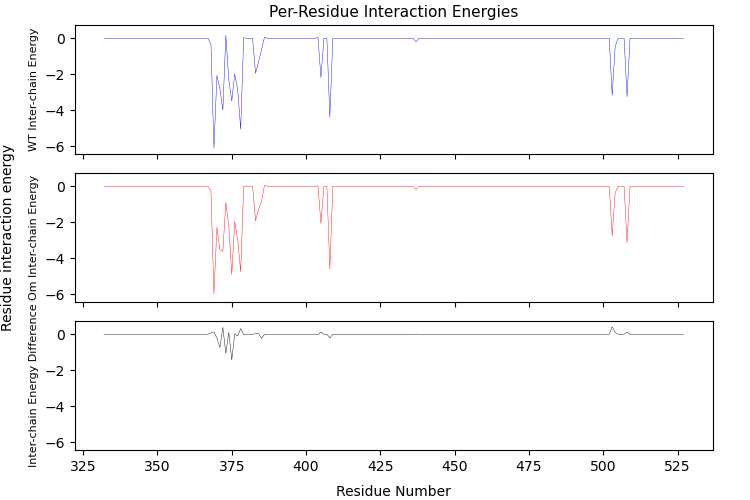 Per-Residue Interaction Energies
Residue interaction energy
WT Inter-chain Energy
0
−2
−4
−6
Om Inter-chain Energy
0
−2
−4
−6
Inter-chain Energy Difference
0
−2
−4
−6
325 350 375 400 425 450 475 500 525
Residue Number